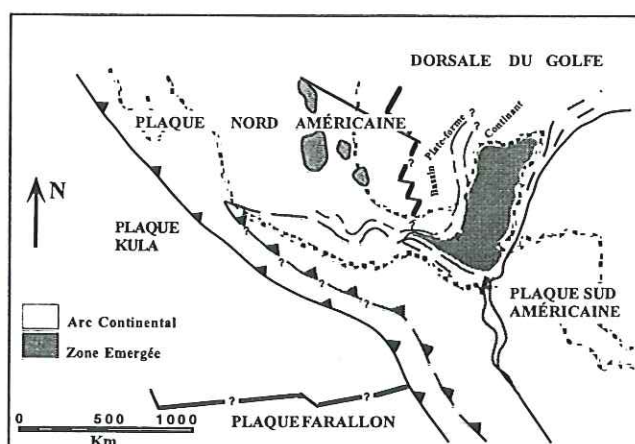 DORSALE DU GOLFE
PLAQUE NORD AMÉRICAINE
Bassin
Plate-forme
Continant
?
?
?
N
PLAQUE
KULA
?
?
?
?
?
?
PLAQUE SUD
AMÉRICAINE
Arc Continental
Zone Emergée
?
?
0 500 1000
Km
PLAQUE FARALLON